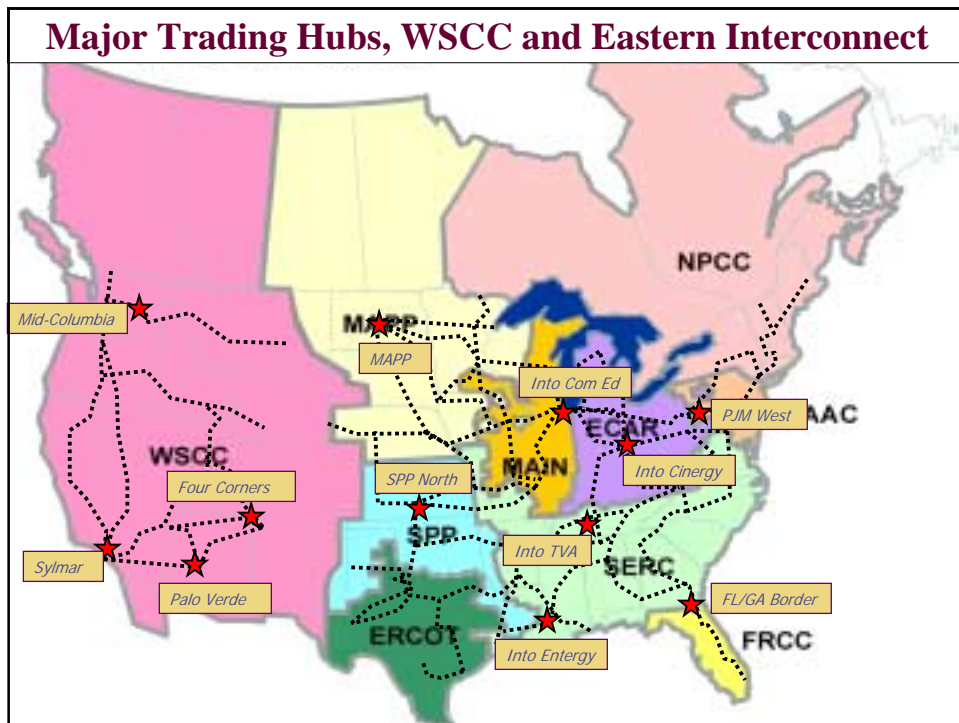 Major Trading Hubs, WSCC and Eastern Interconnect
NPCC
Mid-Columbia
MAPP
MAPP
Into Com Ed
PJM West
AAC
ECAR
WSCC
MAIN
Into Cinergy
SPP North
Four Corners
SPP
Into TVA
SERC
Sylmar
Palo Verde
FL/GA Border
ERCOT
FRCC
Into Entergy